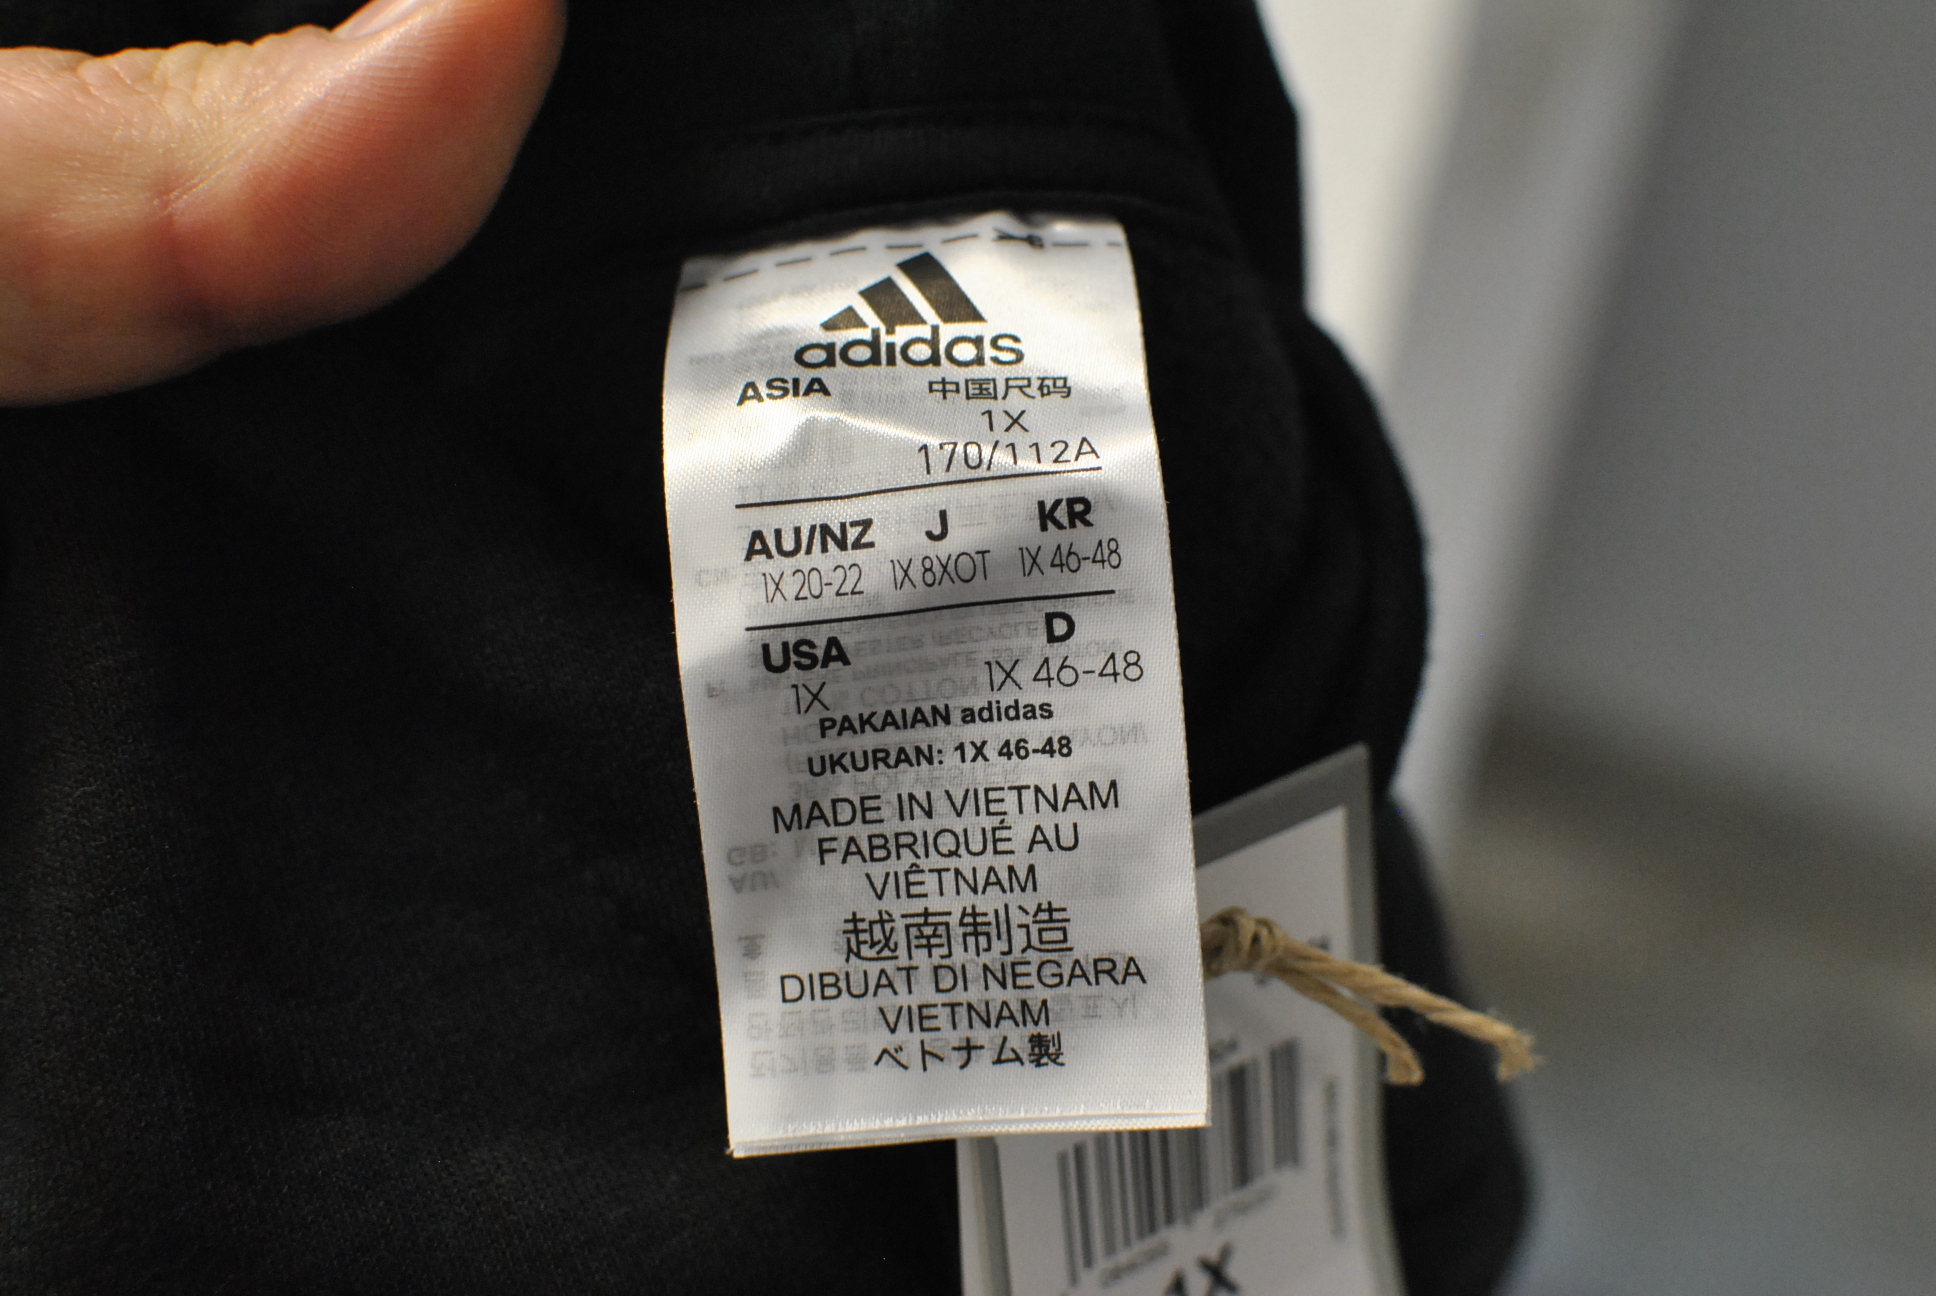 adidas
ASIA 中国尺码
1X
170/112A
AU/NZ J KR
1X 20-22 1X 8XOT 1X 46-48
USA D
1X 1X 46-48
PAKAIAN adidas
UKURAN: 1X 46-48
MADE IN VIETNAM
FABRIQUÉ AU
VIÊTNAM
越南制造
DIBUAT DI NEGARA
VIETNAM
ベトナム製
1X